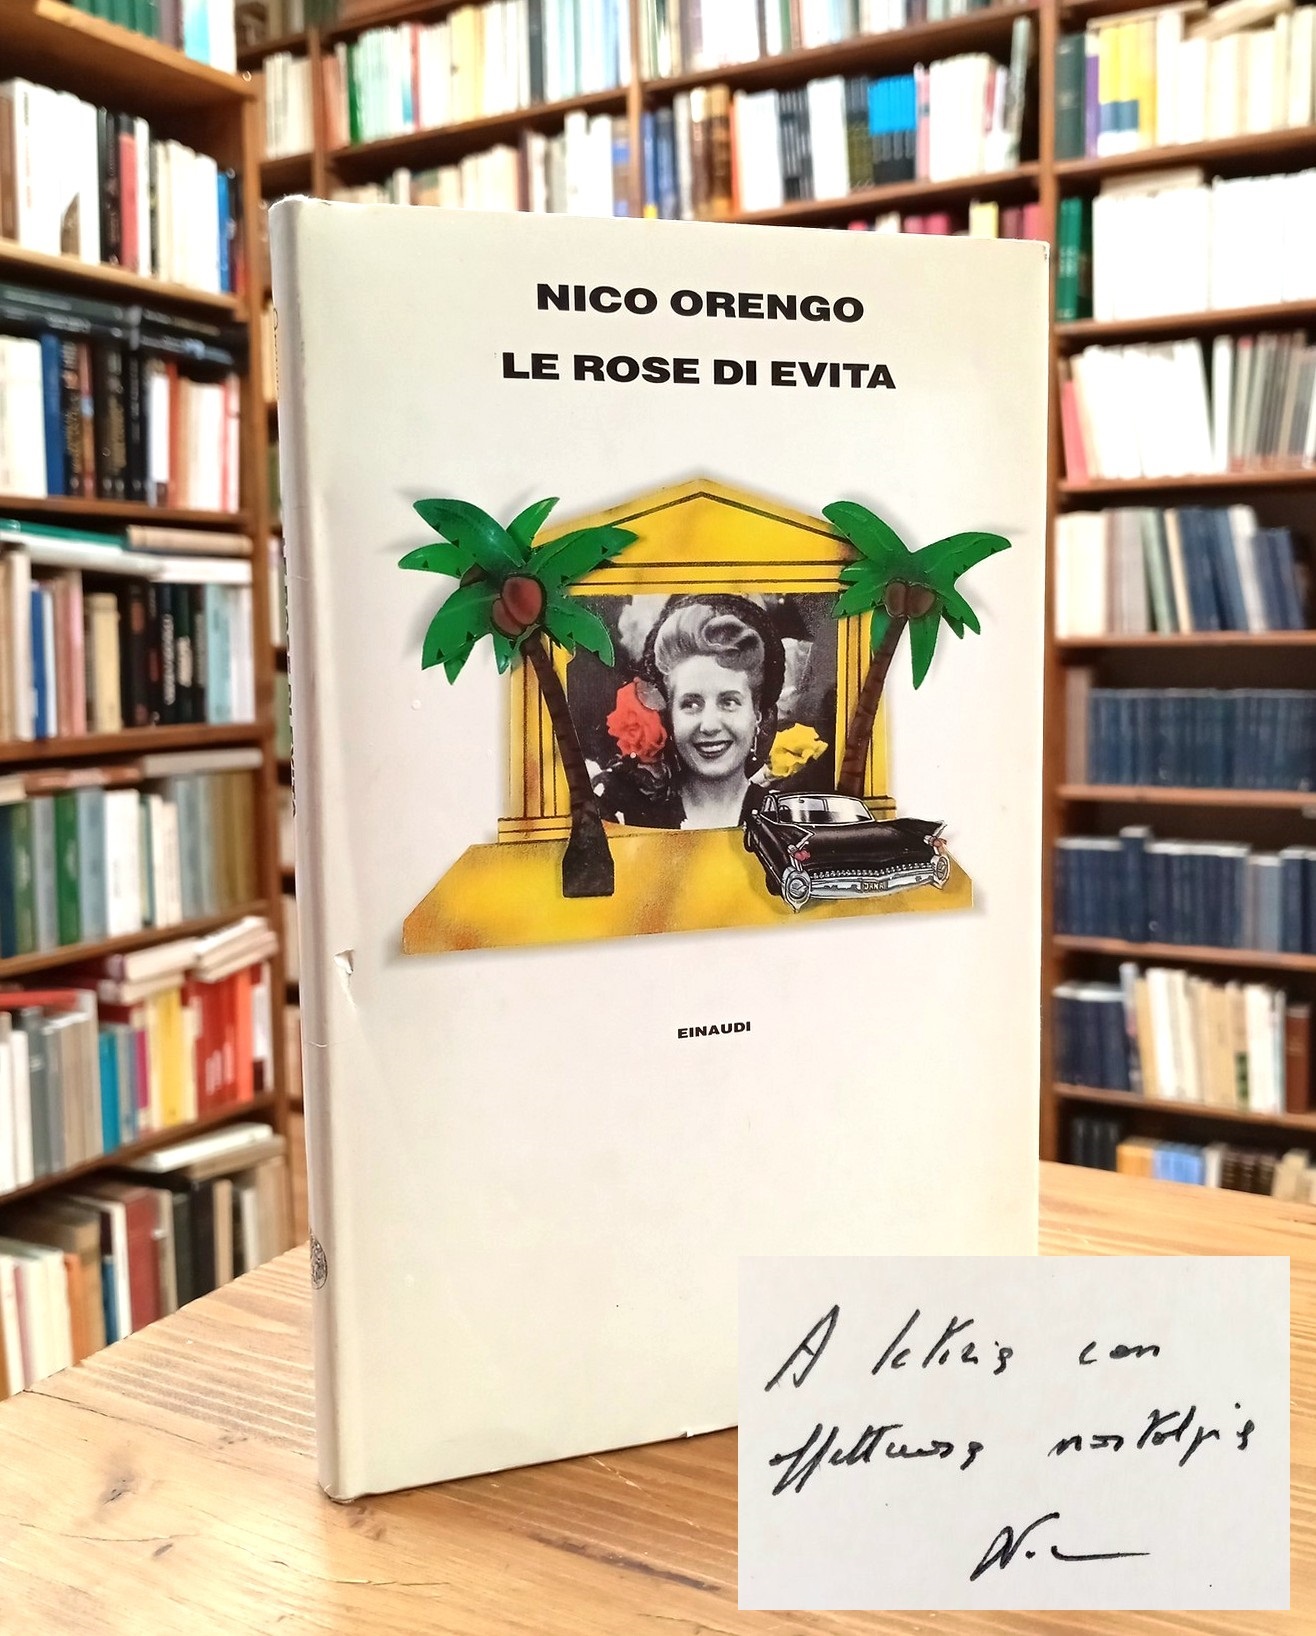 NICO ORENGO
LE ROSE DI EVITA
EINAUDI
A Letizia con
affettuosa nostalgia